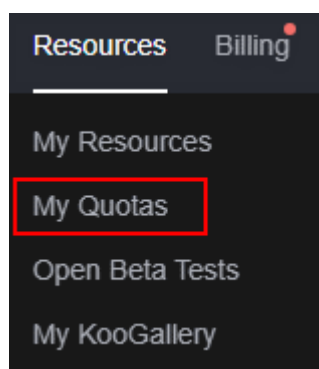 Resources Billing
My Resources
My Quotas
Open Beta Tests
My KooGallery